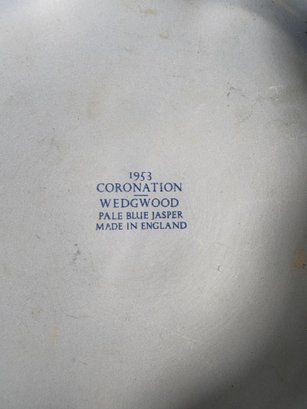 1953
CORONATION
WEDGWOOD
PALE BLUE JASPER
MADE IN ENGLAND